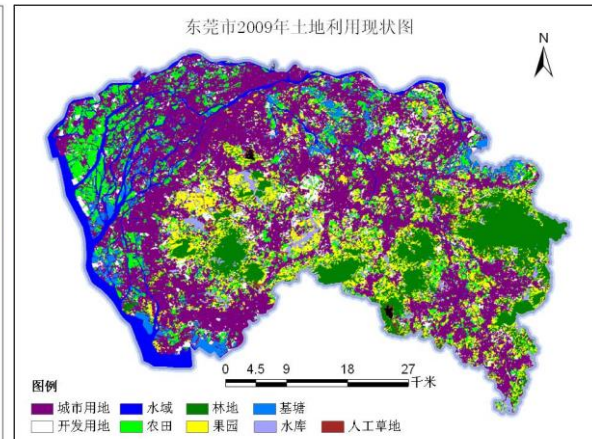 东莞市2009年土地利用现状图
N
0 4.5 9 18 27
千米
图例
城市用地 水域 林地 基塘
开发用地 农田 果园 水库 人工草地